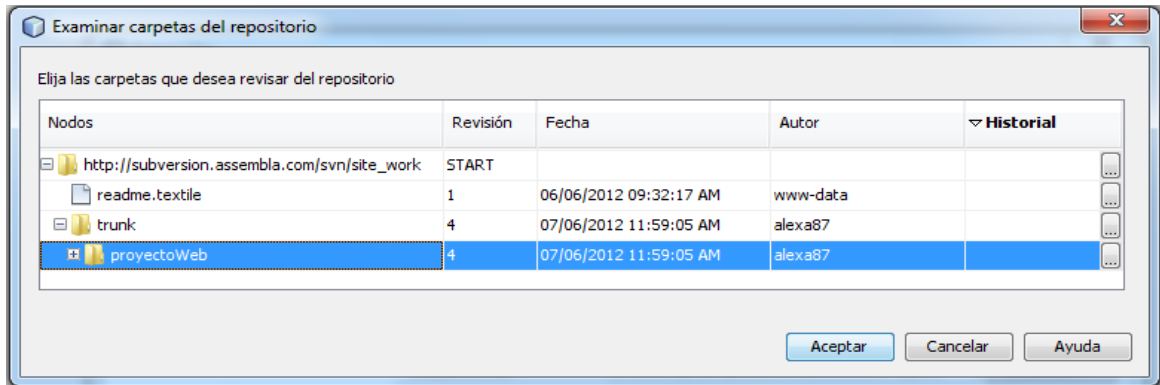 Examinar carpetas del repositorio
Elija las carpetas que desea revisar del repositorio
Nodos Revisión Fecha Autor Historial
http://subversion.assembla.com/svn/site_work START ...
readme.textile 1 06/06/2012 09:32:17 AM www-data ...
trunk 4 07/06/2012 11:59:05 AM alexa87 ...
proyectoWeb 4 07/06/2012 11:59:05 AM alexa87 ...
Aceptar Cancelar Ayuda